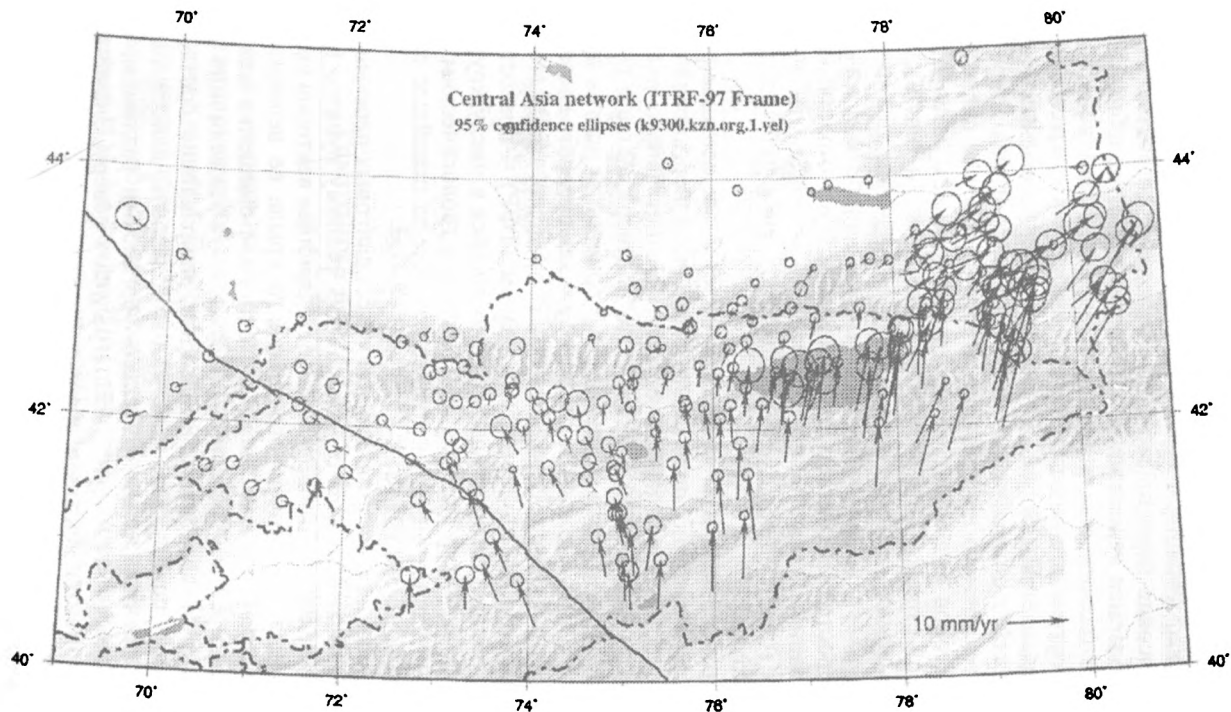 70° 72° 74° 76° 78° 80°
Central Asia network (ITRF-97 Frame)
95% confidence ellipses (k9300.kzn.org.1.vel)
44° 44°
42° 42°
10 mm/yr
40° 40°
70° 72° 74° 76° 78° 80°